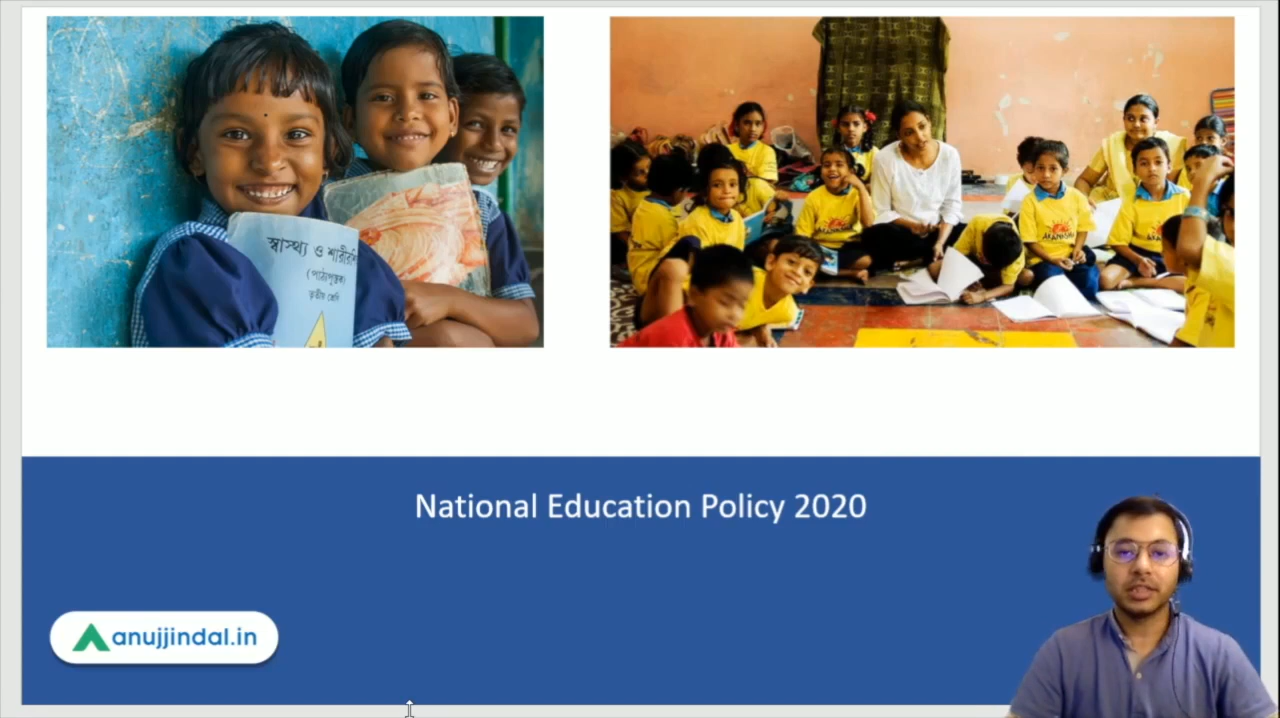 স্বাস্থ্য ও
(পাঠ্যপুস্তক)
তৃতীয় শ্রেণি
National Education Policy 2020
anujjindal.in